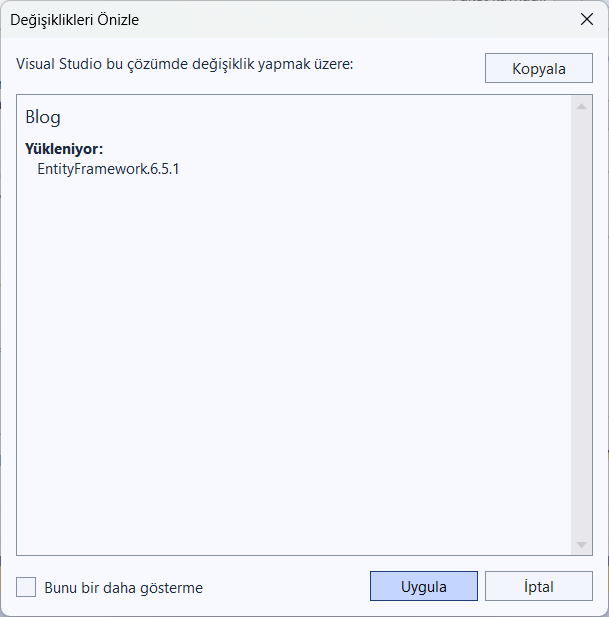 Değişiklikleri Önizle
Visual Studio bu çözümde değişiklik yapmak üzere:
Kopyala
Blog
Yükleniyor:
EntityFramework.6.5.1
Bunu bir daha gösterme
Uygula
İptal